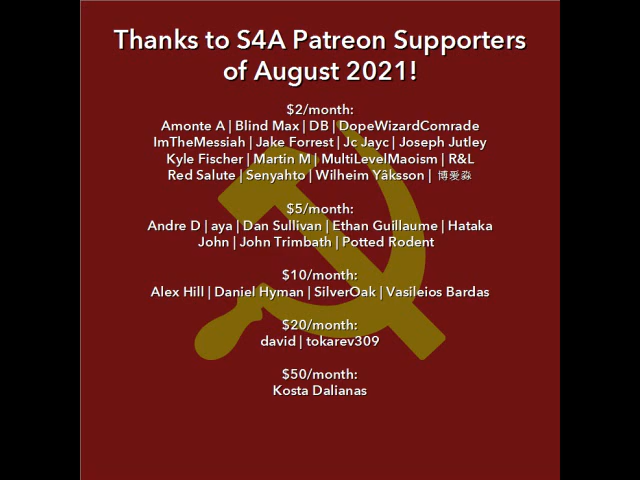 Thanks to S4A Patreon Supporters
of August 2021!
$2/month:
Amonte A | Blind Max | DB | DopeWizardComrade
ImTheMessiah | Jake Forrest | Jc Jayc | Joseph Jutley
Kyle Fischer | Martin M | MultiLevelMaoism | R&L
Red Salute | Senyahto | Wilheim Yâksson | 博爱淼
$5/month:
Andre D | aya | Dan Sullivan | Ethan Guillaume | Hataka
John | John Trimbath | Potted Rodent
$10/month:
Alex Hill | Daniel Hyman | SilverOak | Vasileios Bardas
$20/month:
david | tokarev309
$50/month:
Kosta Dalianas